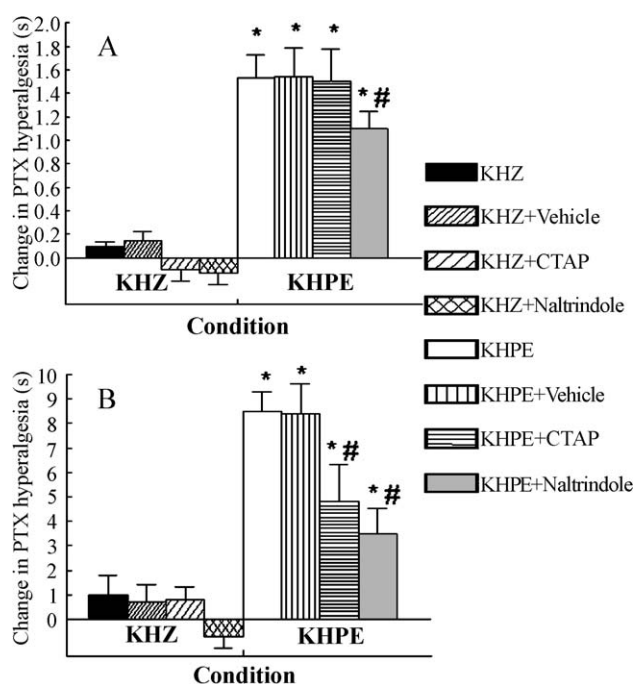 A
Change in PTX hyperalgesia (s)
2.0
1.8
1.6
1.4
1.2
1.0
0.8
0.6
0.4
0.2
0.0
* * * *#
KHZ KHPE
Condition
B
Change in PTX hyperalgesia (s)
10
9
8
7
6
5
4
3
2
1
0
* * *# *#
KHZ KHPE
Condition
KHZ
KHZ+Vehicle
KHZ+CTAP
KHZ+Naltrindole
KHPE
KHPE+Vehicle
KHPE+CTAP
KHPE+Naltrindole